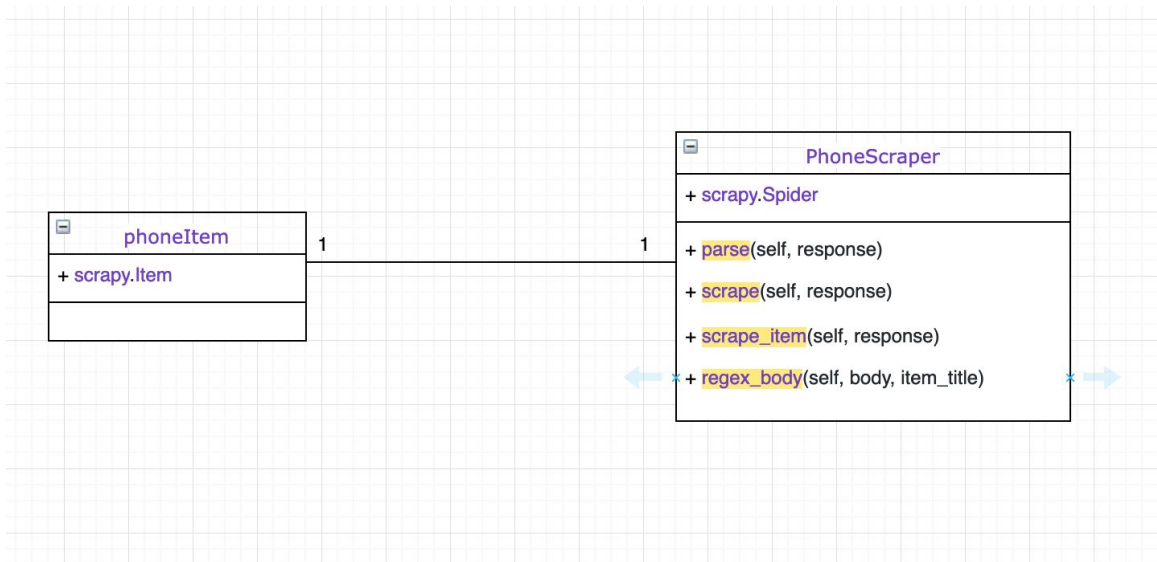 phoneItem
+ scrapy.Item
1
1
PhoneScraper
+ scrapy.Spider
+ parse(self, response)
+ scrape(self, response)
+ scrape_item(self, response)
+ regex_body(self, body, item_title)